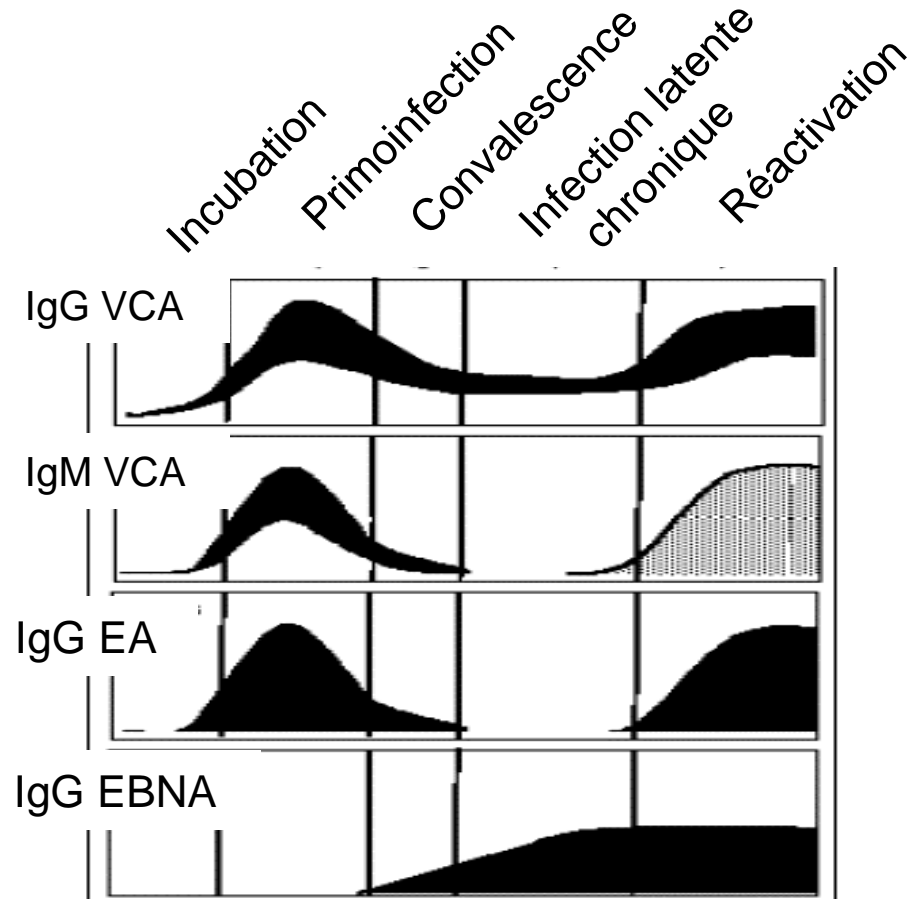 Incubation
Primoinfection
Convalescence
Infection latente
chronique
Réactivation
IgG VCA
IgM VCA
IgG EA
IgG EBNA